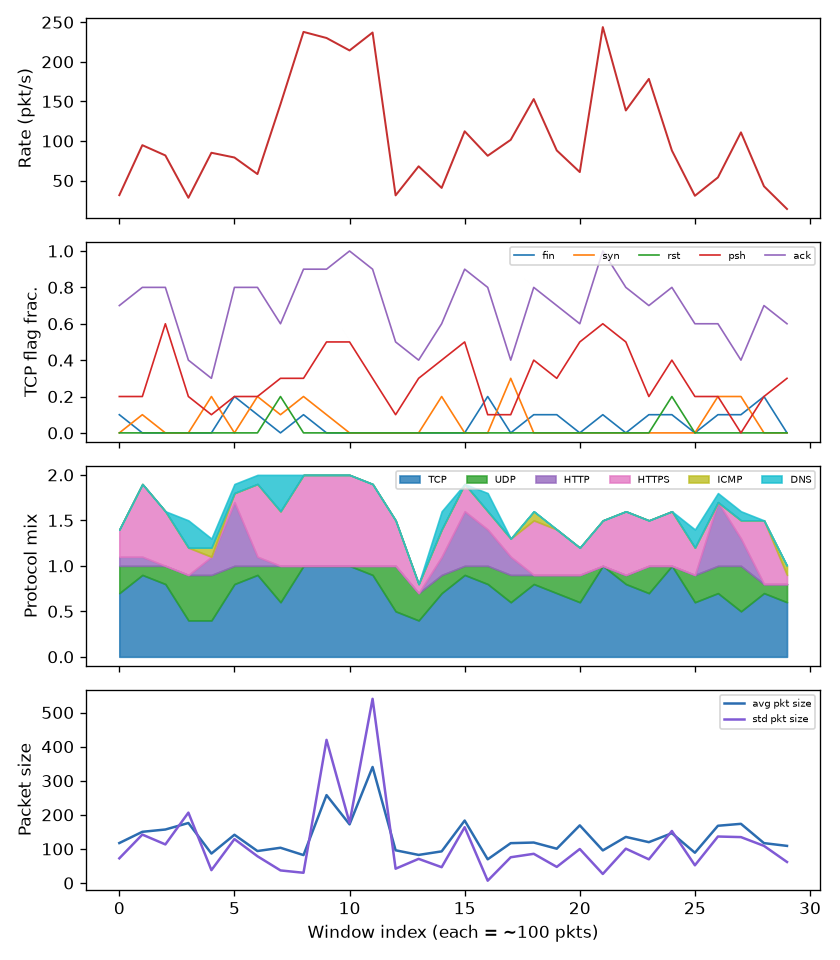 250
200
150
100
50
Rate (pkt/s)
1.0
0.8
0.6
0.4
0.2
0.0
TCP flag frac.
fin syn rst psh ack
2.0
1.5
1.0
0.5
0.0
Protocol mix
TCP UDP HTTP HTTPS ICMP DNS
500
400
300
200
100
0
Packet size
avg pkt size
std pkt size
0 5 10 15 20 25 30
Window index (each = ~100 pkts)